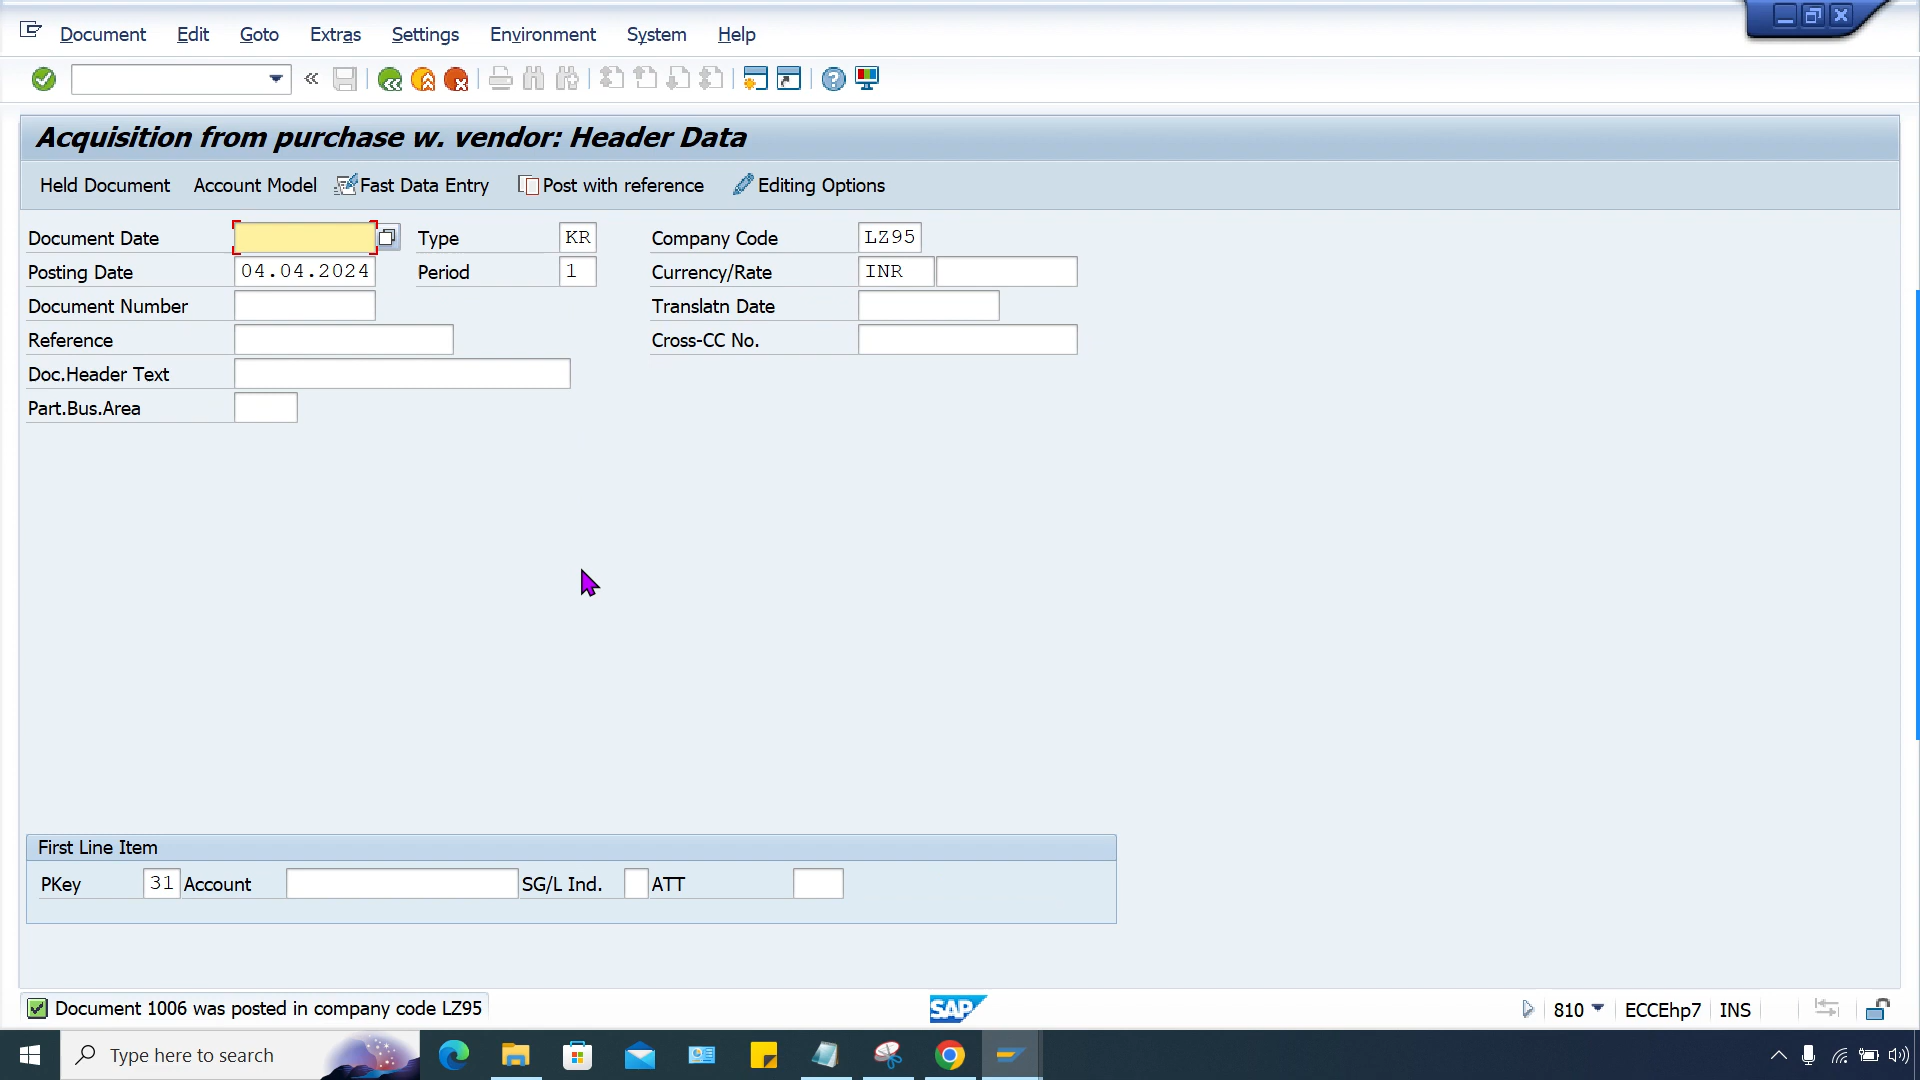 Document Edit Goto Extras Settings Environment System Help
Acquisition from purchase w. vendor: Header Data
Held Document Account Model Fast Data Entry Post with reference Editing Options
Document Date Type KR Company Code LZ95
Posting Date 04.04.2024 Period 1 Currency/Rate INR
Document Number Translatn Date
Reference Cross-CC No.
Doc.Header Text
Part.Bus.Area
First Line Item
PKey 31 Account SG/L Ind. ATT
Document 1006 was posted in company code LZ95 SAP 810 ECCEhp7 INS
Type here to search